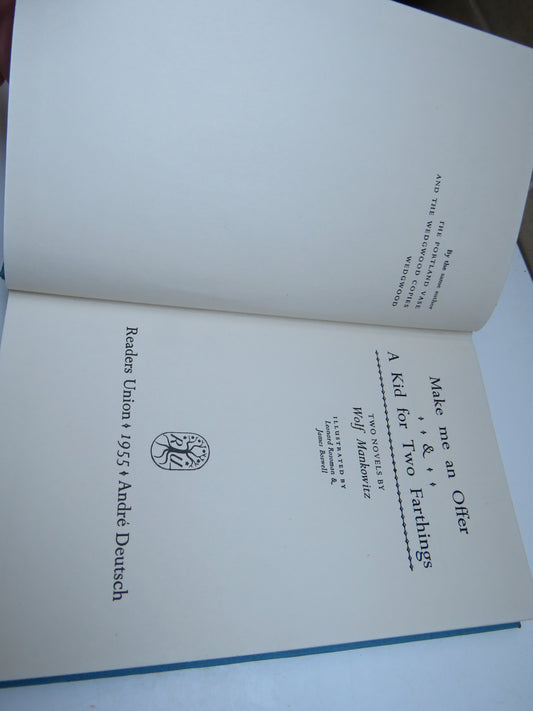 By the same author
THE PORTLAND VASE
AND THE WEDGWOOD COPIES
WEDGWOOD
Make me an Offer
&
A Kid for Two Farthings
TWO NOVELS BY
Wolf Mankowitz
ILLUSTRATED BY
Leonard Rosoman &
James Boswell
RU
Readers Union ♦ 1955 ♦ André Deutsch